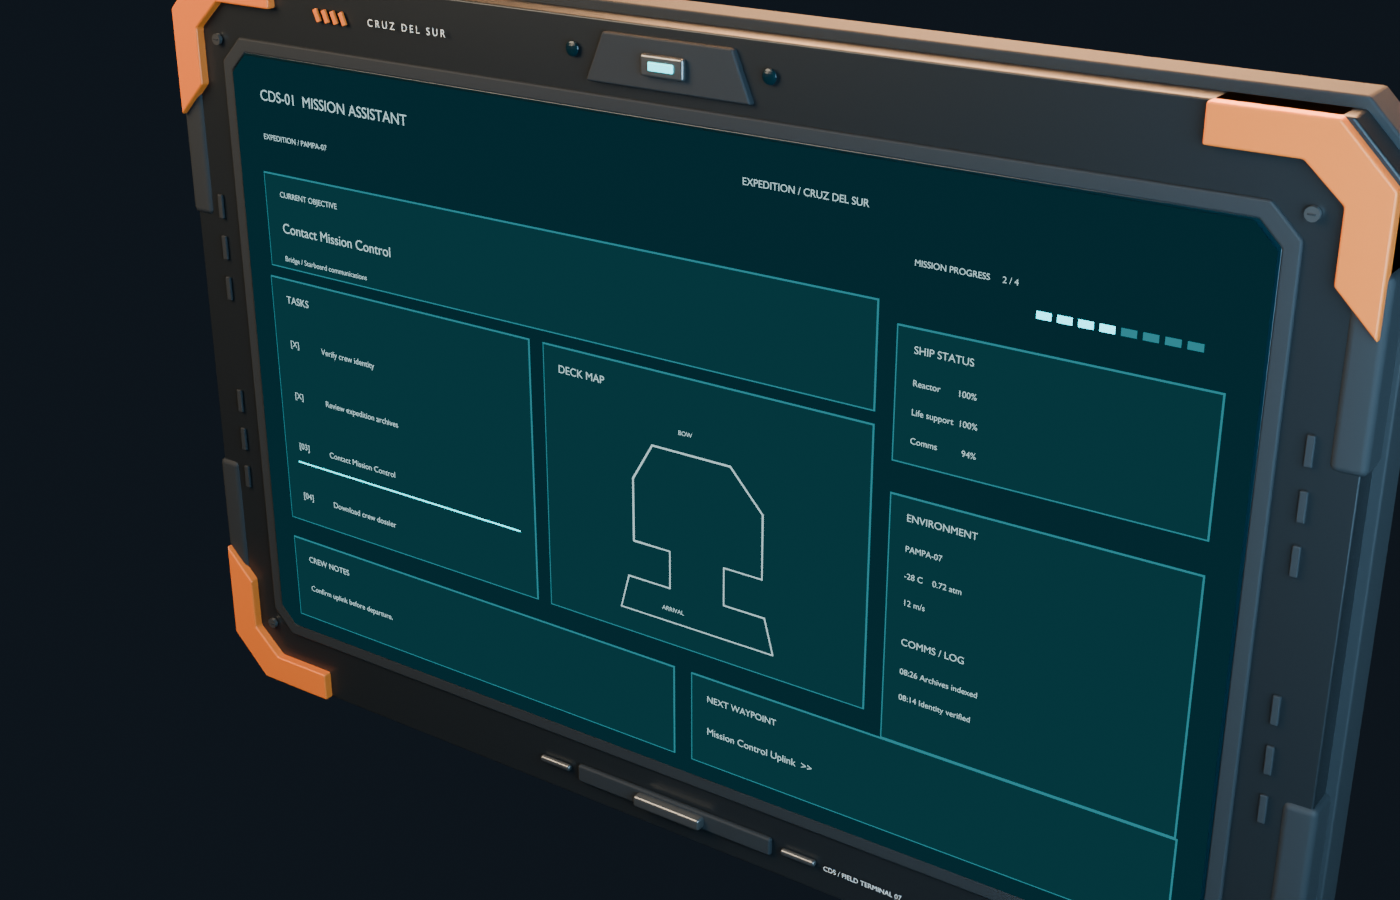 CRUZ DEL SUR
CDS-01 MISSION ASSISTANT
EXPEDITION / PAMPA-07
EXPEDITION / CRUZ DEL SUR
CURRENT OBJECTIVE
Contact Mission Control
Bridge / Starboard communications
MISSION PROGRESS 2 / 4
TASKS
[X] Verify crew identity
[X] Review expedition archives
[03] Contact Mission Control
[04] Download crew dossier
DECK MAP
BOW
ARRIVAL
SHIP STATUS
Reactor 100%
Life support 100%
Comms 94%
ENVIRONMENT
PAMPA-07
-28 C 0.72 atm
12 m/s
COMMS / LOG
08:26 Archives indexed
08:14 Identity verified
CREW NOTES
Confirm uplink before departure.
NEXT WAYPOINT
Mission Control Uplink >>
CDS / FIELD TERMINAL 07